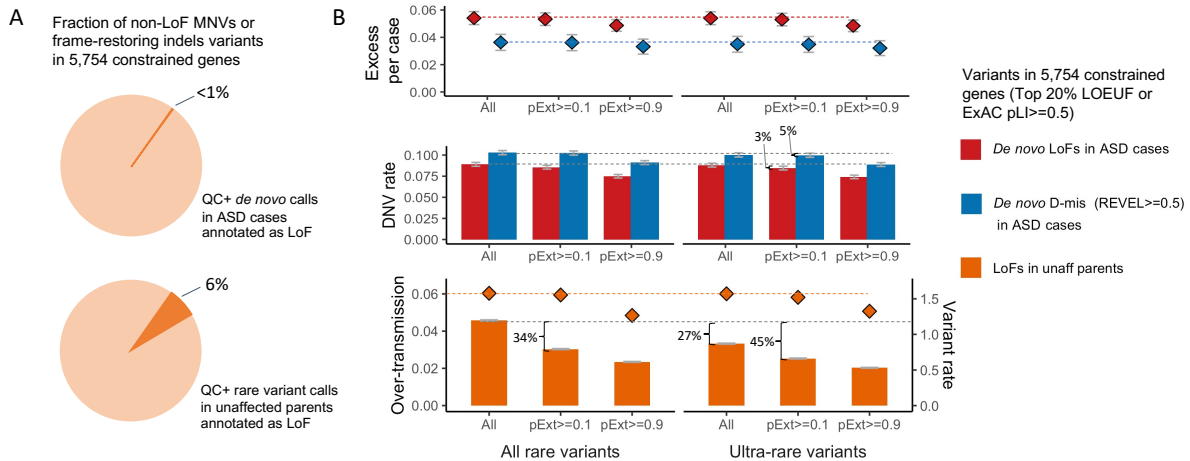 A
Fraction of non-LoF MNVs or
frame-restoring indels variants
in 5,754 constrained genes
<1%
QC+ de novo calls
in ASD cases
annotated as LoF
6%
QC+ rare variant calls
in unaffected parents
annotated as LoF
B
Excess
per case
0.06
0.04
0.02
0.00
All
pExt>=0.1
pExt>=0.9
All
pExt>=0.1
pExt>=0.9
DNV rate
0.100
0.075
0.050
0.025
0.000
3%
5%
All
pExt>=0.1
pExt>=0.9
All
pExt>=0.1
pExt>=0.9
Over-transmission
0.06
0.04
0.02
0.00
34%
27%
45%
1.5
1.0
0.5
0.0
Variant rate
All
pExt>=0.1
pExt>=0.9
All
pExt>=0.1
pExt>=0.9
All rare variants
Ultra-rare variants
Variants in 5,754 constrained
genes (Top 20% LOEUF or
ExAC pLI>=0.5)
De novo LoFs in ASD cases
De novo D-mis (REVEL>=0.5)
in ASD cases
LoFs in unaff parents